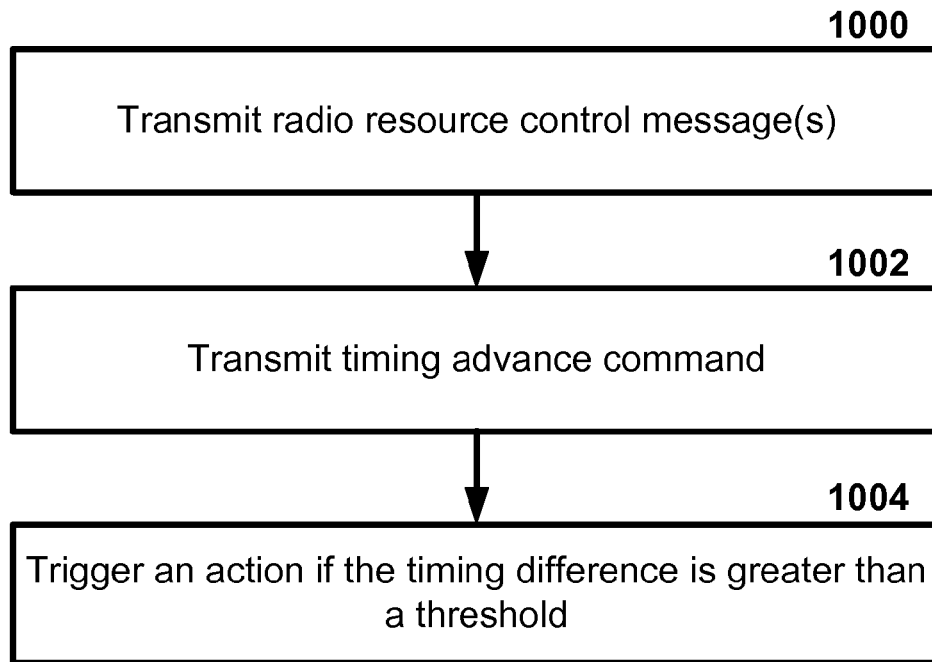 1000
Transmit radio resource control message(s)
1002
Transmit timing advance command
1004
Trigger an action if the timing difference is greater than
a threshold